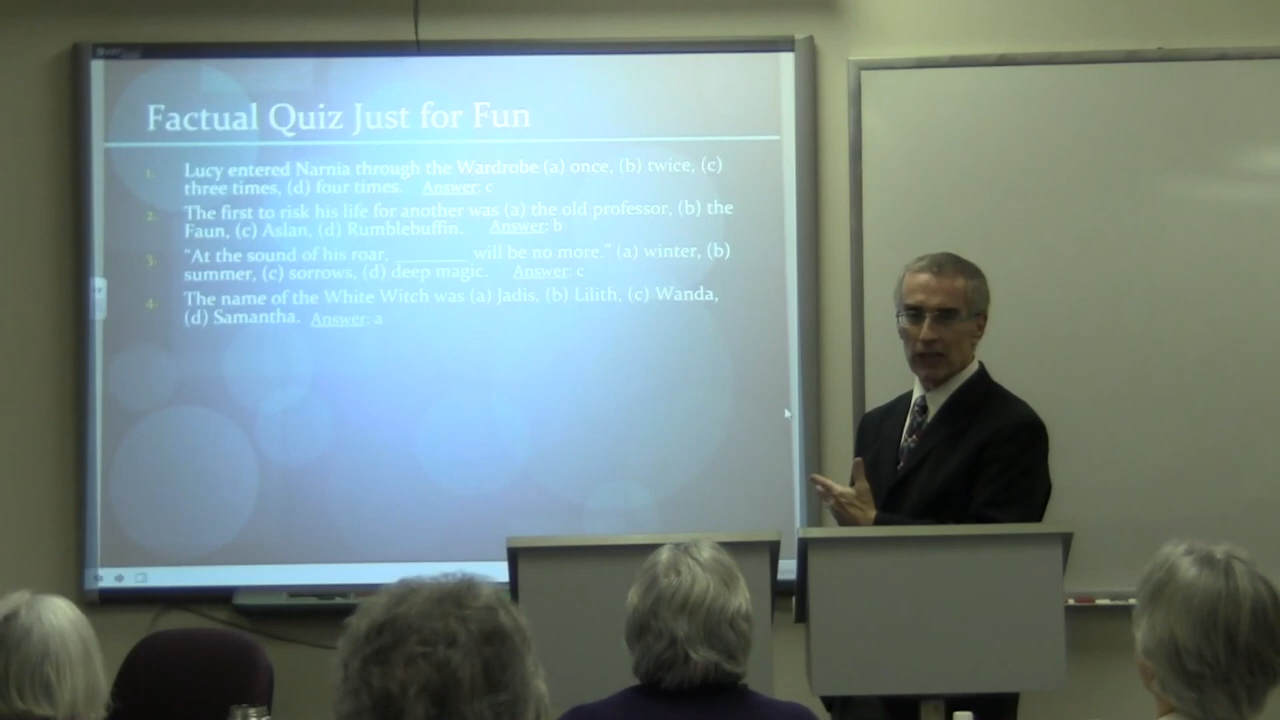 Factual Quiz Just for Fun
1. Lucy entered Narnia through the Wardrobe (a) once, (b) twice, (c)
three times, (d) four times. Answer: c
2. The first to risk his life for another was (a) the old professor, (b) the
Faun, (c) Aslan, (d) Rumblebuffin. Answer: b
3. “At the sound of his roar, ________ will be no more.” (a) winter, (b)
summer, (c) sorrows, (d) deep magic. Answer: c
4. The name of the White Witch was (a) Jadis, (b) Lilith, (c) Wanda,
(d) Samantha. Answer: a